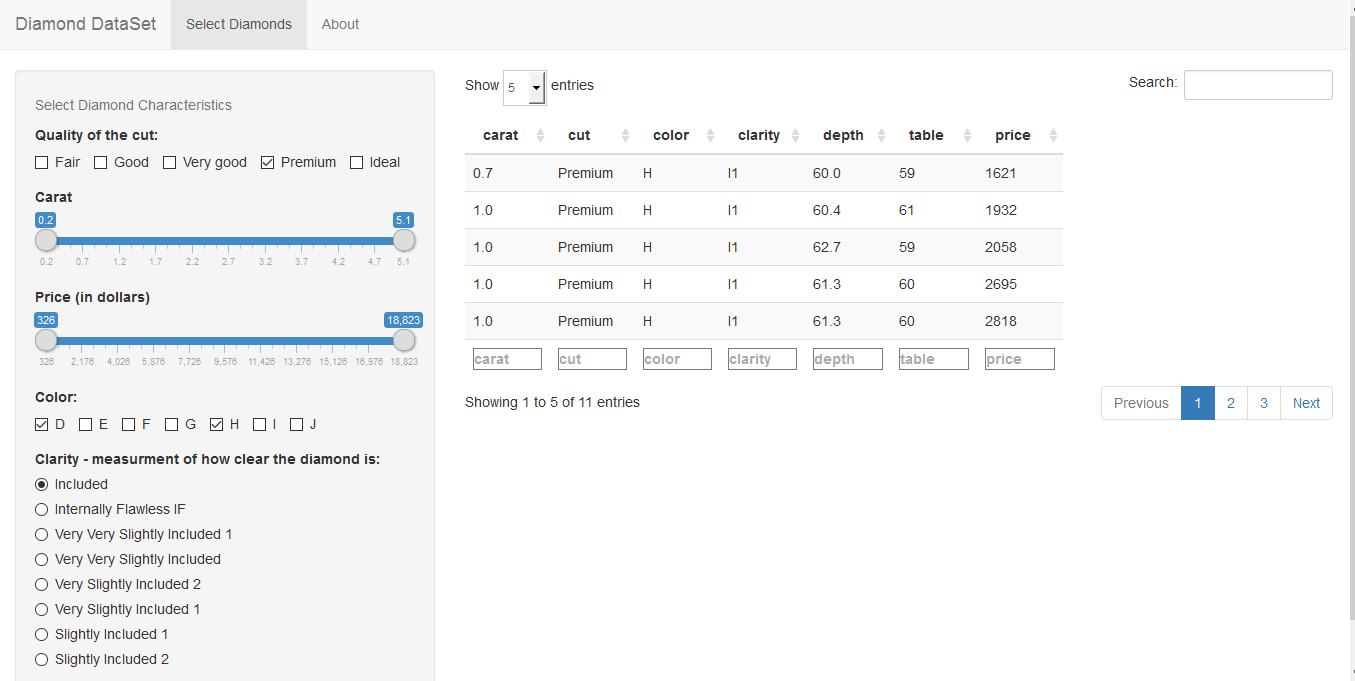 Diamond DataSet Select Diamonds About
Select Diamond Characteristics
Quality of the cut:
Fair Good Very good Premium Ideal
Carat
0.2 5.1
0.2 0.7 1.2 1.7 2.2 2.7 3.2 3.7 4.2 4.7 5.1
Price (in dollars)
326 18,823
326 2,176 4,026 5,876 7,726 9,576 11,426 13,276 15,126 16,976 18,823
Color:
D E F G H I J
Clarity - measurment of how clear the diamond is:
Included
Internally Flawless IF
Very Very Slightly Included 1
Very Very Slightly Included
Very Slightly Included 2
Very Slightly Included 1
Slightly Included 1
Slightly Included 2
Show 5 entries
Search:
carat cut color clarity depth table price
0.7 Premium H I1 60.0 59 1621
1.0 Premium H I1 60.4 61 1932
1.0 Premium H I1 62.7 59 2058
1.0 Premium H I1 61.3 60 2695
1.0 Premium H I1 61.3 60 2818
carat cut color clarity depth table price
Showing 1 to 5 of 11 entries
Previous 1 2 3 Next